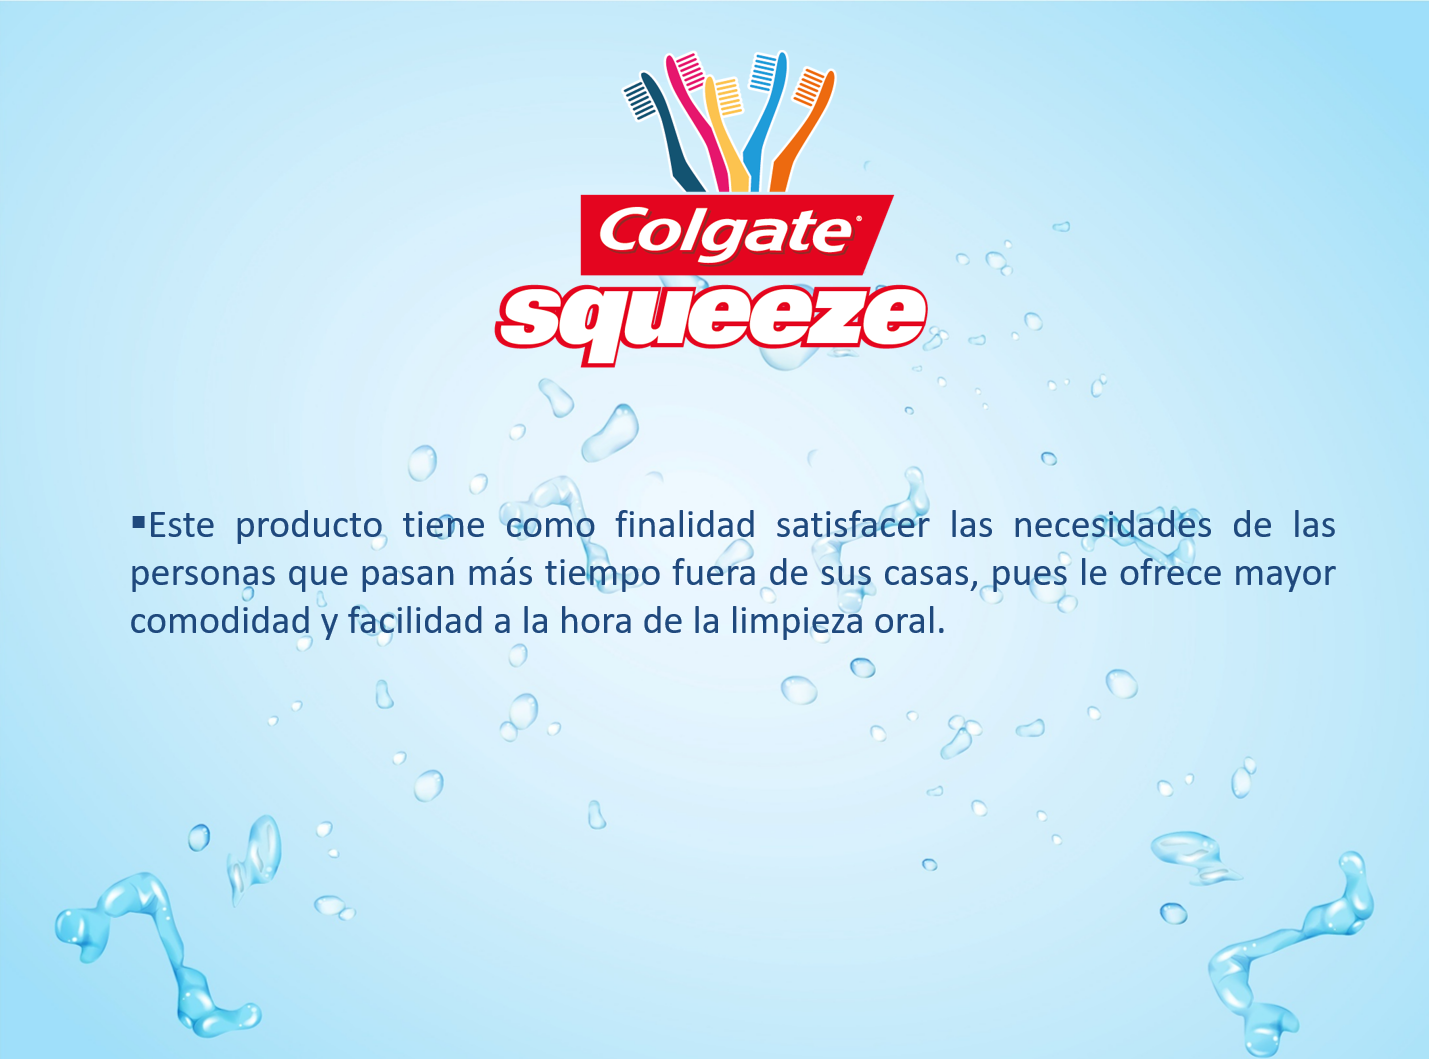 Colgate®
squeeze
▪Este producto tiene como finalidad satisfacer las necesidades de las
personas que pasan más tiempo fuera de sus casas, pues le ofrece mayor
comodidad y facilidad a la hora de la limpieza oral.